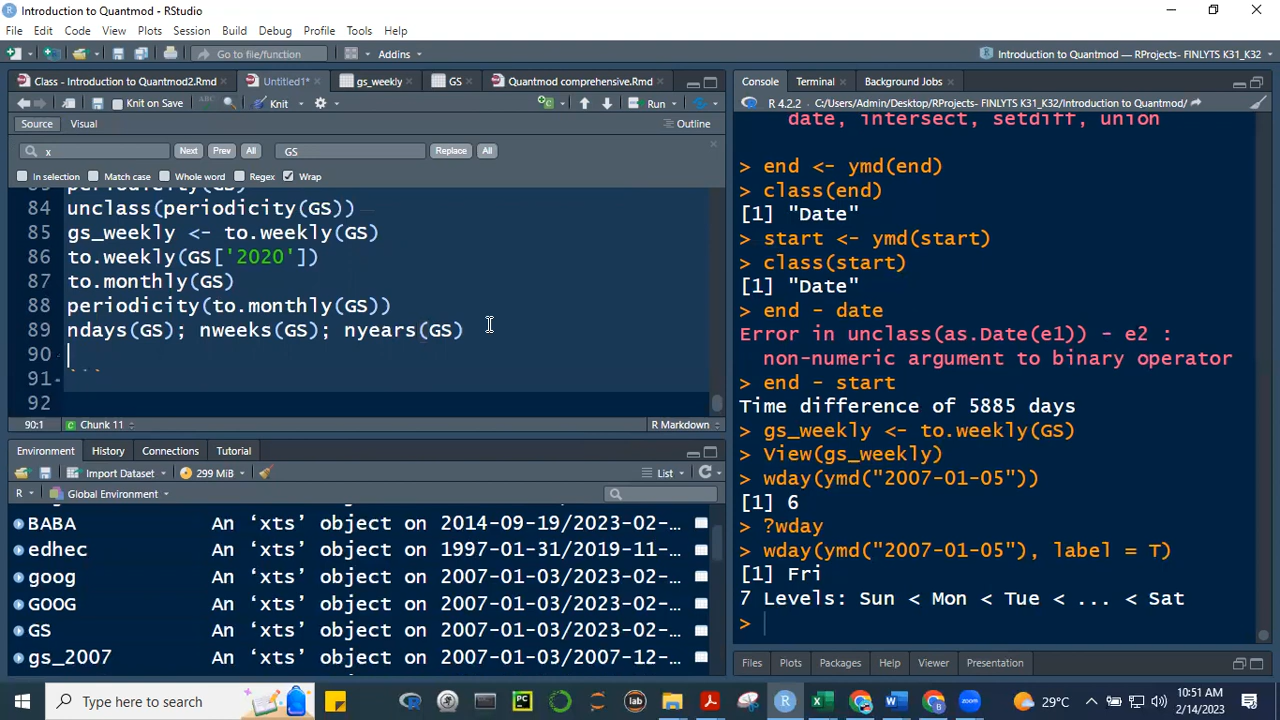 Introduction to Quantmod - RStudio
File Edit Code View Plots Session Build Debug Profile Tools Help
Go to file/function Addins Introduction to Quantmod — RProjects- FINLYTS K31_K32
Class - Introduction to Quantmod2.Rmd Untitled1* gs_weekly GS Quantmod comprehensive.Rmd
Knit on Save ABC Knit Run
Source Visual Outline
x Next Prev All GS Replace All
In selection Match case Whole word Regex Wrap
periodicity(GS)
84 unclass(periodicity(GS))
85 gs_weekly <- to.weekly(GS)
86 to.weekly(GS['2020'])
87 to.monthly(GS)
88 periodicity(to.monthly(GS))
89 ndays(GS); nweeks(GS); nyears(GS)
90
91 ```
92
90:1 Chunk 11 R Markdown
Environment History Connections Tutorial
Import Dataset 299 MiB List
R Global Environment
BABA An ‘xts’ object on 2014-09-19/2023-02-…
edhec An ‘xts’ object on 1997-01-31/2019-11-…
goog An ‘xts’ object on 2007-01-03/2023-02-…
GOOG An ‘xts’ object on 2007-01-03/2023-02-…
GS An ‘xts’ object on 2007-01-03/2023-02-…
gs_2007 An ‘xts’ object on 2007-01-03/2007-12-…
Console Terminal Background Jobs
R 4.2.2 · C:/Users/Admin/Desktop/RProjects- FINLYTS K31_K32/Introduction to Quantmod/
date, intersect, setdiff, union
> end <- ymd(end)
> class(end)
[1] "Date"
> start <- ymd(start)
> class(start)
[1] "Date"
> end - date
Error in unclass(as.Date(e1)) - e2 :
non-numeric argument to binary operator
> end - start
Time difference of 5885 days
> gs_weekly <- to.weekly(GS)
> View(gs_weekly)
> wday(ymd("2007-01-05"))
[1] 6
> ?wday
> wday(ymd("2007-01-05"), label = T)
[1] Fri
7 Levels: Sun < Mon < Tue < ... < Sat
>
Files Plots Packages Help Viewer Presentation
Type here to search PC lab 29°C 10:51 AM
2/14/2023